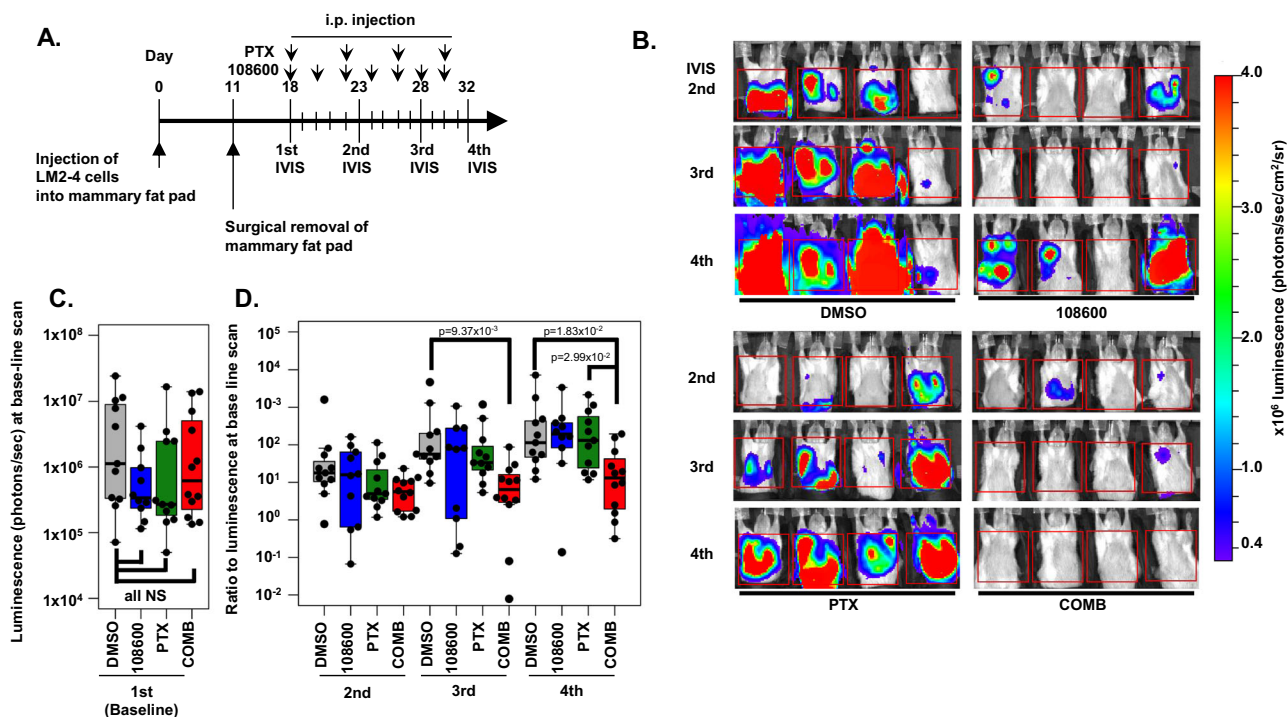 A.
i.p. injection
Day
PTX
108600
0
11
18
23
28
32
1st
IVIS
2nd
IVIS
3rd
IVIS
4th
IVIS
Injection of
LM2-4 cells
into mammary fat pad
Surgical removal of
mammary fat pad
B.
IVIS
2nd
3rd
4th
DMSO
108600
2nd
3rd
4th
PTX
COMB
4.0
3.0
2.0
1.0
0.4
x10⁶ luminescence (photons/sec/cm²/sr)
C.
Luminescence (photons/sec) at base-line scan
1x10⁸
1x10⁷
1x10⁶
1x10⁵
1x10⁴
all NS
DMSO
108600
PTX
COMB
1st
(Baseline)
D.
Ratio to luminescence at base line scan
10⁵
10⁴
10⁻³
10²
10¹
10⁰
10⁻¹
10⁻²
p=9.37x10⁻³
p=1.83x10⁻²
p=2.99x10⁻²
DMSO
108600
PTX
COMB
DMSO
108600
PTX
COMB
DMSO
108600
PTX
COMB
2nd
3rd
4th